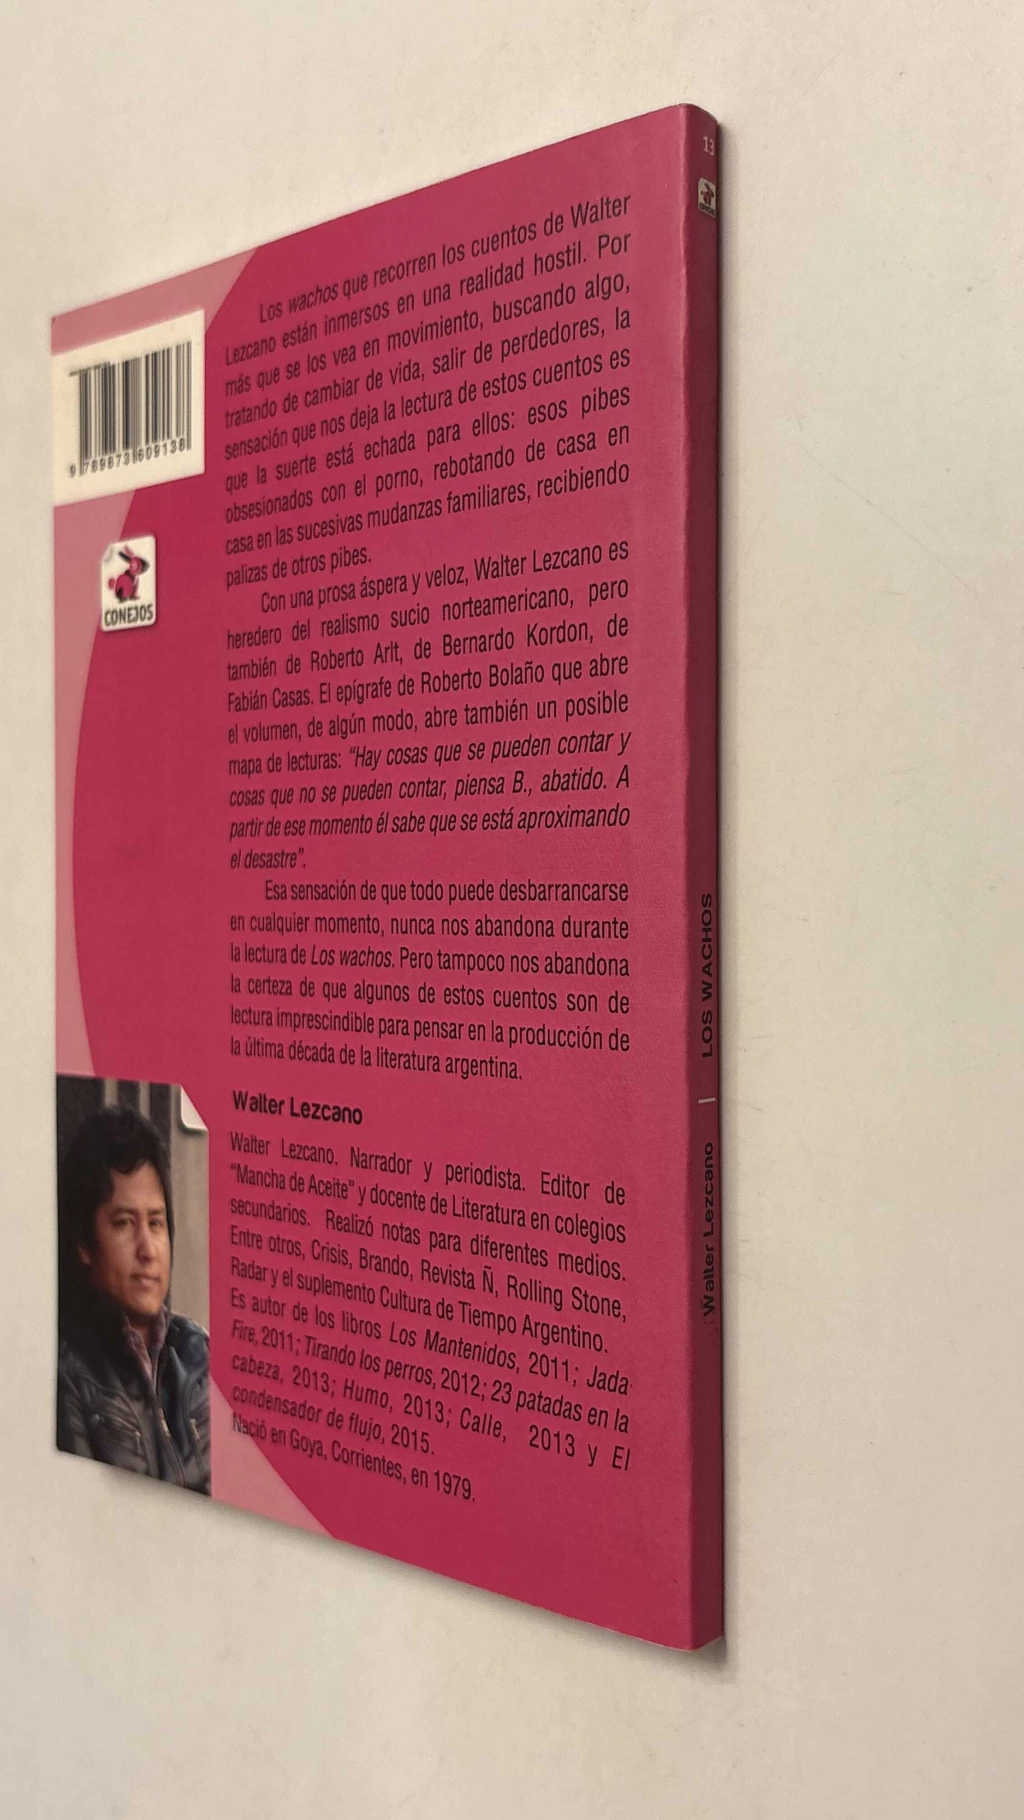 Los wachos que recorren los cuentos de Walter
Lezcano están inmersos en una realidad hostil. Por
más que se los vea en movimiento, buscando algo,
tratando de cambiar de vida, salir de perdedores, la
sensación que nos deja la lectura de estos cuentos es
que la suerte está echada para ellos: esos pibes
obsesionados con el porno, rebotando de casa en
casa en las sucesivas mudanzas familiares, recibiendo
palizas de otros pibes.
Con una prosa áspera y veloz, Walter Lezcano es
heredero del realismo sucio norteamericano, pero
también de Roberto Arlt, de Bernardo Kordon, de
Fabián Casas. El epígrafe de Roberto Bolaño que abre
el volumen, de algún modo, abre también un posible
mapa de lecturas: “Hay cosas que se pueden contar y
cosas que no se pueden contar, piensa B., abatido. A
partir de ese momento él sabe que se está aproximando
el desastre”.
Esa sensación de que todo puede desbarrancarse
en cualquier momento, nunca nos abandona durante
la lectura de Los wachos. Pero tampoco nos abandona
la certeza de que algunos de estos cuentos son de
lectura imprescindible para pensar en la producción de
la última década de la literatura argentina.
Walter Lezcano
Walter Lezcano. Narrador y periodista. Editor de
“Mancha de Aceite” y docente de Literatura en colegios
secundarios. Realizó notas para diferentes medios.
Entre otros, Crisis, Brando, Revista Ñ, Rolling Stone,
Radar y el suplemento Cultura de Tiempo Argentino.
Es autor de los libros Los Mantenidos, 2011; Jada
Fire, 2011; Tirando los perros, 2012; 23 patadas en la
cabeza, 2013; Humo, 2013; Calle, 2013 y El
condensador de flujo, 2015.
Nació en Goya, Corrientes, en 1979.
9 789873 609138
CONEJOS
13
Walter Lezcano | LOS WACHOS